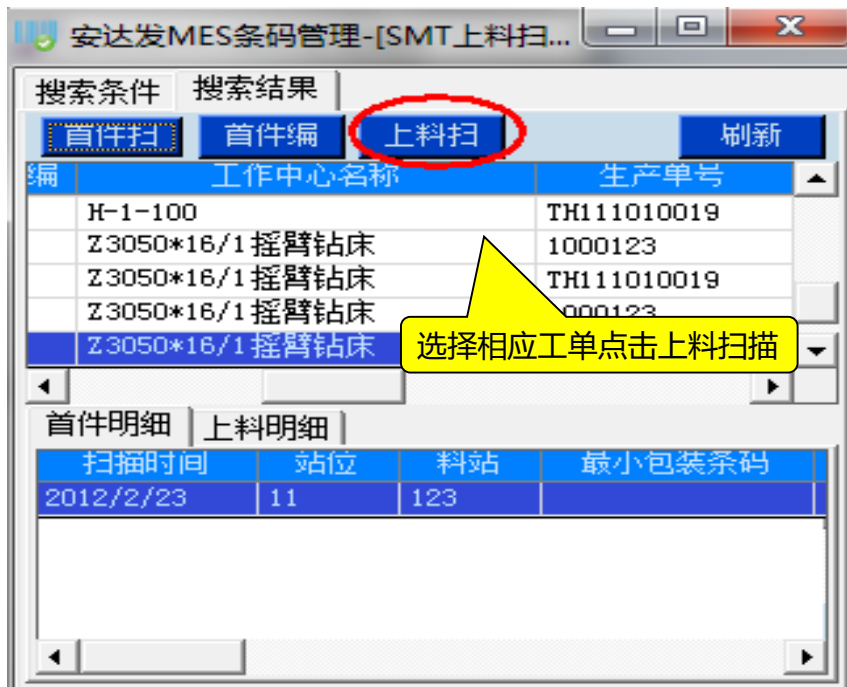 安达发MES条码管理-[SMT上料扫...
搜索条件 搜索结果
首件扫 首件编 上料扫 刷新
编 工作中心名称 生产单号
H-1-100 TH111010019
Z3050*16/1摇臂钻床 1000123
Z3050*16/1摇臂钻床 TH111010019
Z3050*16/1摇臂钻床 000123
Z3050*16/1摇臂钻床
选择相应工单点击上料扫描
首件明细 上料明细
扫描时间 站位 料站 最小包装条码
2012/2/23 11 123